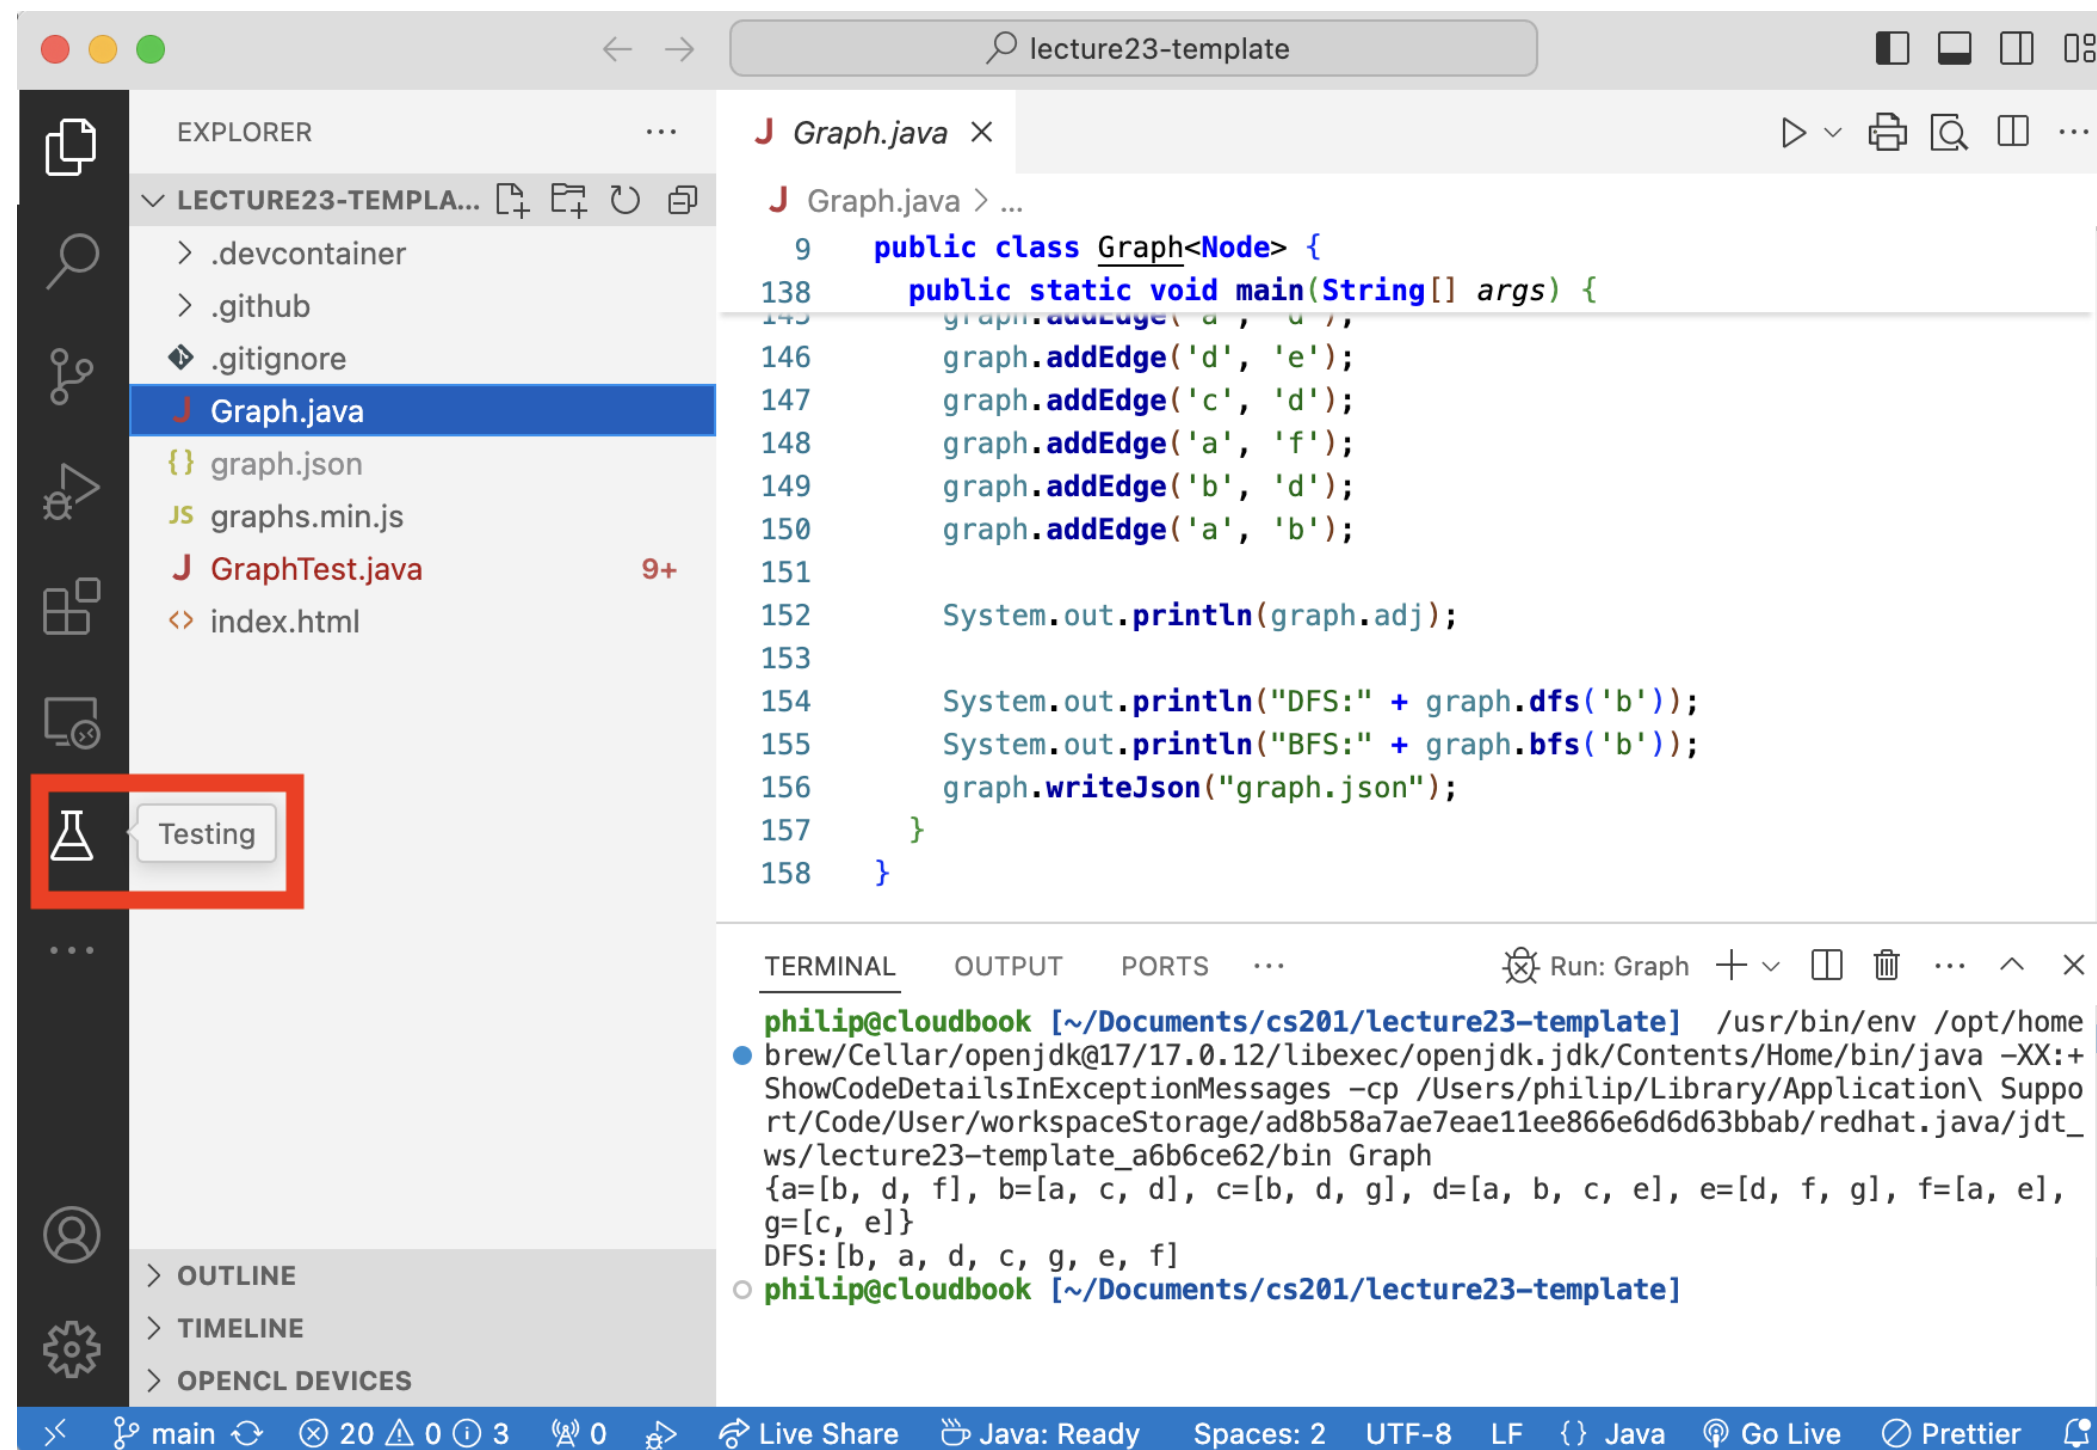 lecture23-template
EXPLORER
LECTURE23-TEMPLA...
.devcontainer
.github
.gitignore
Graph.java
graph.json
JS graphs.min.js
GraphTest.java 9+
index.html
Testing
OUTLINE
TIMELINE
OPENCL DEVICES
J Graph.java
J Graph.java > ...
9 public class Graph<Node> {
138 public static void main(String[] args) {
145 graph.addEdge('a', 'd');
146 graph.addEdge('d', 'e');
147 graph.addEdge('c', 'd');
148 graph.addEdge('a', 'f');
149 graph.addEdge('b', 'd');
150 graph.addEdge('a', 'b');
151
152 System.out.println(graph.adj);
153
154 System.out.println("DFS:" + graph.dfs('b'));
155 System.out.println("BFS:" + graph.bfs('b'));
156 graph.writeJson("graph.json");
157 }
158 }
TERMINAL OUTPUT PORTS ... Run: Graph
philip@cloudbook [~/Documents/cs201/lecture23-template] /usr/bin/env /opt/home
brew/Cellar/openjdk@17/17.0.12/libexec/openjdk.jdk/Contents/Home/bin/java -XX:+
ShowCodeDetailsInExceptionMessages -cp /Users/philip/Library/Application\ Suppo
rt/Code/User/workspaceStorage/ad8b58a7ae7eae11ee866e6d6d63bbab/redhat.java/jdt_
ws/lecture23-template_a6b6ce62/bin Graph
{a=[b, d, f], b=[a, c, d], c=[b, d, g], d=[a, b, c, e], e=[d, f, g], f=[a, e],
g=[c, e]}
DFS:[b, a, d, c, g, e, f]
philip@cloudbook [~/Documents/cs201/lecture23-template]
main 20 0 3 0 Live Share Java: Ready Spaces: 2 UTF-8 LF {} Java Go Live Prettier